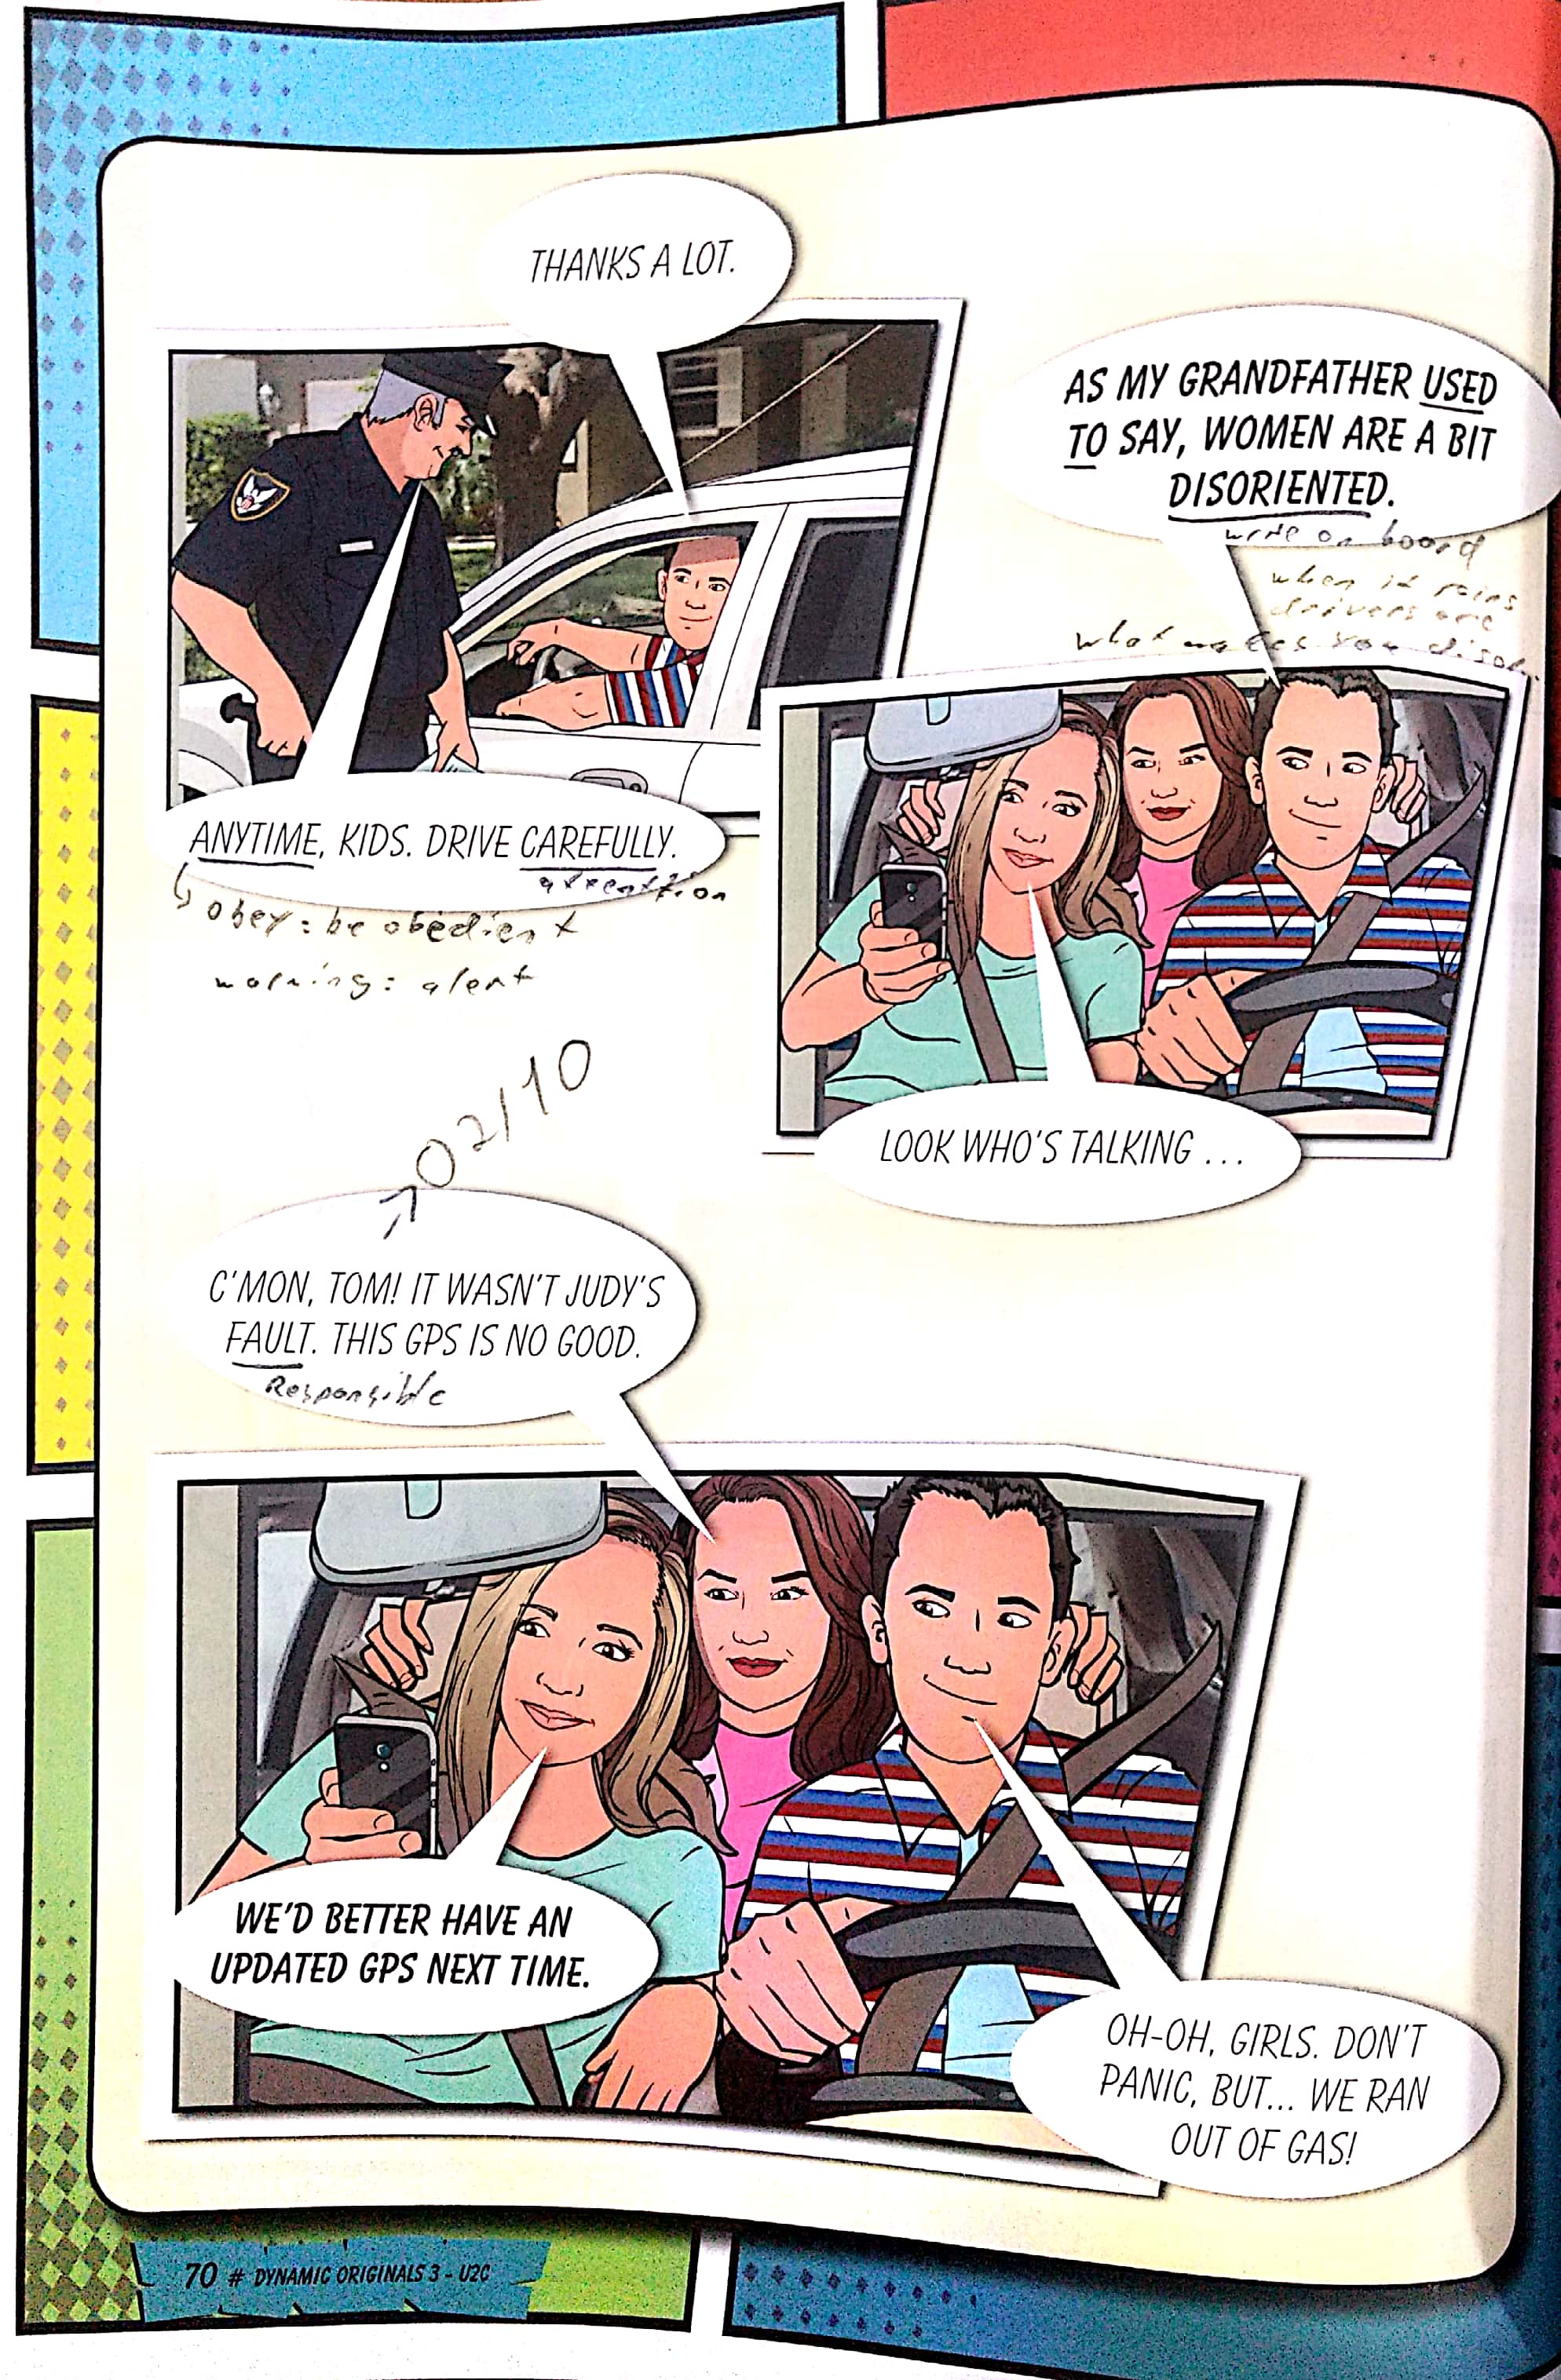 THANKS A LOT.
AS MY GRANDFATHER USED
TO SAY, WOMEN ARE A BIT
DISORIENTED.
write on board
when it rains
drivers are
what makes you
ANYTIME, KIDS. DRIVE CAREFULLY.
obey: be obedient
warning: alert
LOOK WHO'S TALKING ...
02/10
C'MON, TOM! IT WASN'T JUDY'S
FAULT. THIS GPS IS NO GOOD.
Responsible
WE'D BETTER HAVE AN
UPDATED GPS NEXT TIME.
OH-OH, GIRLS. DON'T
PANIC, BUT... WE RAN
OUT OF GAS!
70 # DYNAMIC ORIGINALS 3 - U2C